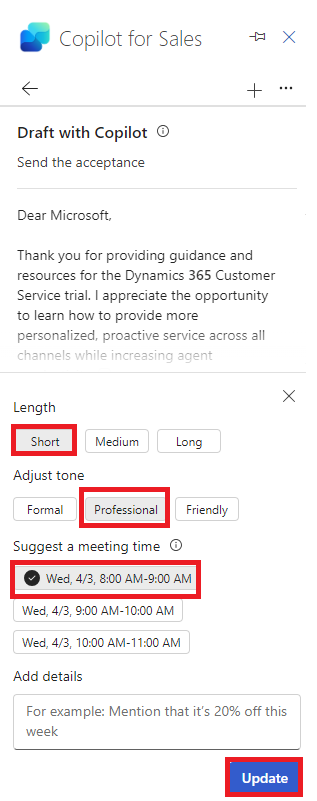 Copilot for Sales
Draft with Copilot
Send the acceptance
Dear Microsoft,
Thank you for providing guidance and
resources for the Dynamics 365 Customer
Service trial. I appreciate the opportunity
to learn how to provide more
personalized, proactive service across all
channels while increasing agent
Length
Short Medium Long
Adjust tone
Formal Professional Friendly
Suggest a meeting time
Wed, 4/3, 8:00 AM-9:00 AM
Wed, 4/3, 9:00 AM-10:00 AM
Wed, 4/3, 10:00 AM-11:00 AM
Add details
For example: Mention that it's 20% off this
week
Update